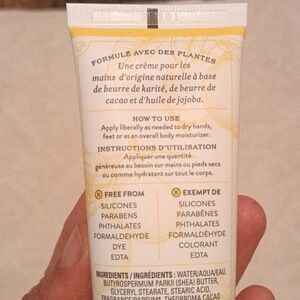 FORMULÉ AVEC DES PLANTES
Une crème pour les
mains d'origine naturelle à base
de beurre de karité, de beurre de
cacao et d'huile de jojoba.
HOW TO USE
Apply liberally as needed to dry hands,
feet or as an overall body moisturizer.
INSTRUCTIONS D'UTILISATION
Appliquer une quantité
généreuse au besoin sur mains ou pieds secs
ou comme hydratant sur tout le corps.
FREE FROM
SILICONES
PARABENS
PHTHALATES
FORMALDEHYDE
DYE
EDTA
EXEMPT DE
SILICONES
PARABÈNES
PHTHALATES
FORMALDÉHYDE
COLORANT
EDTA
INGREDIENTS / INGRÉDIENTS : WATER/AQUA/EAU,
BUTYROSPERMUM PARKII (SHEA) BUTTER,
GLYCERYL STEARATE, STEARIC ACID,
FRAGRANCE/PARFUM, THEOBROMA CACAO